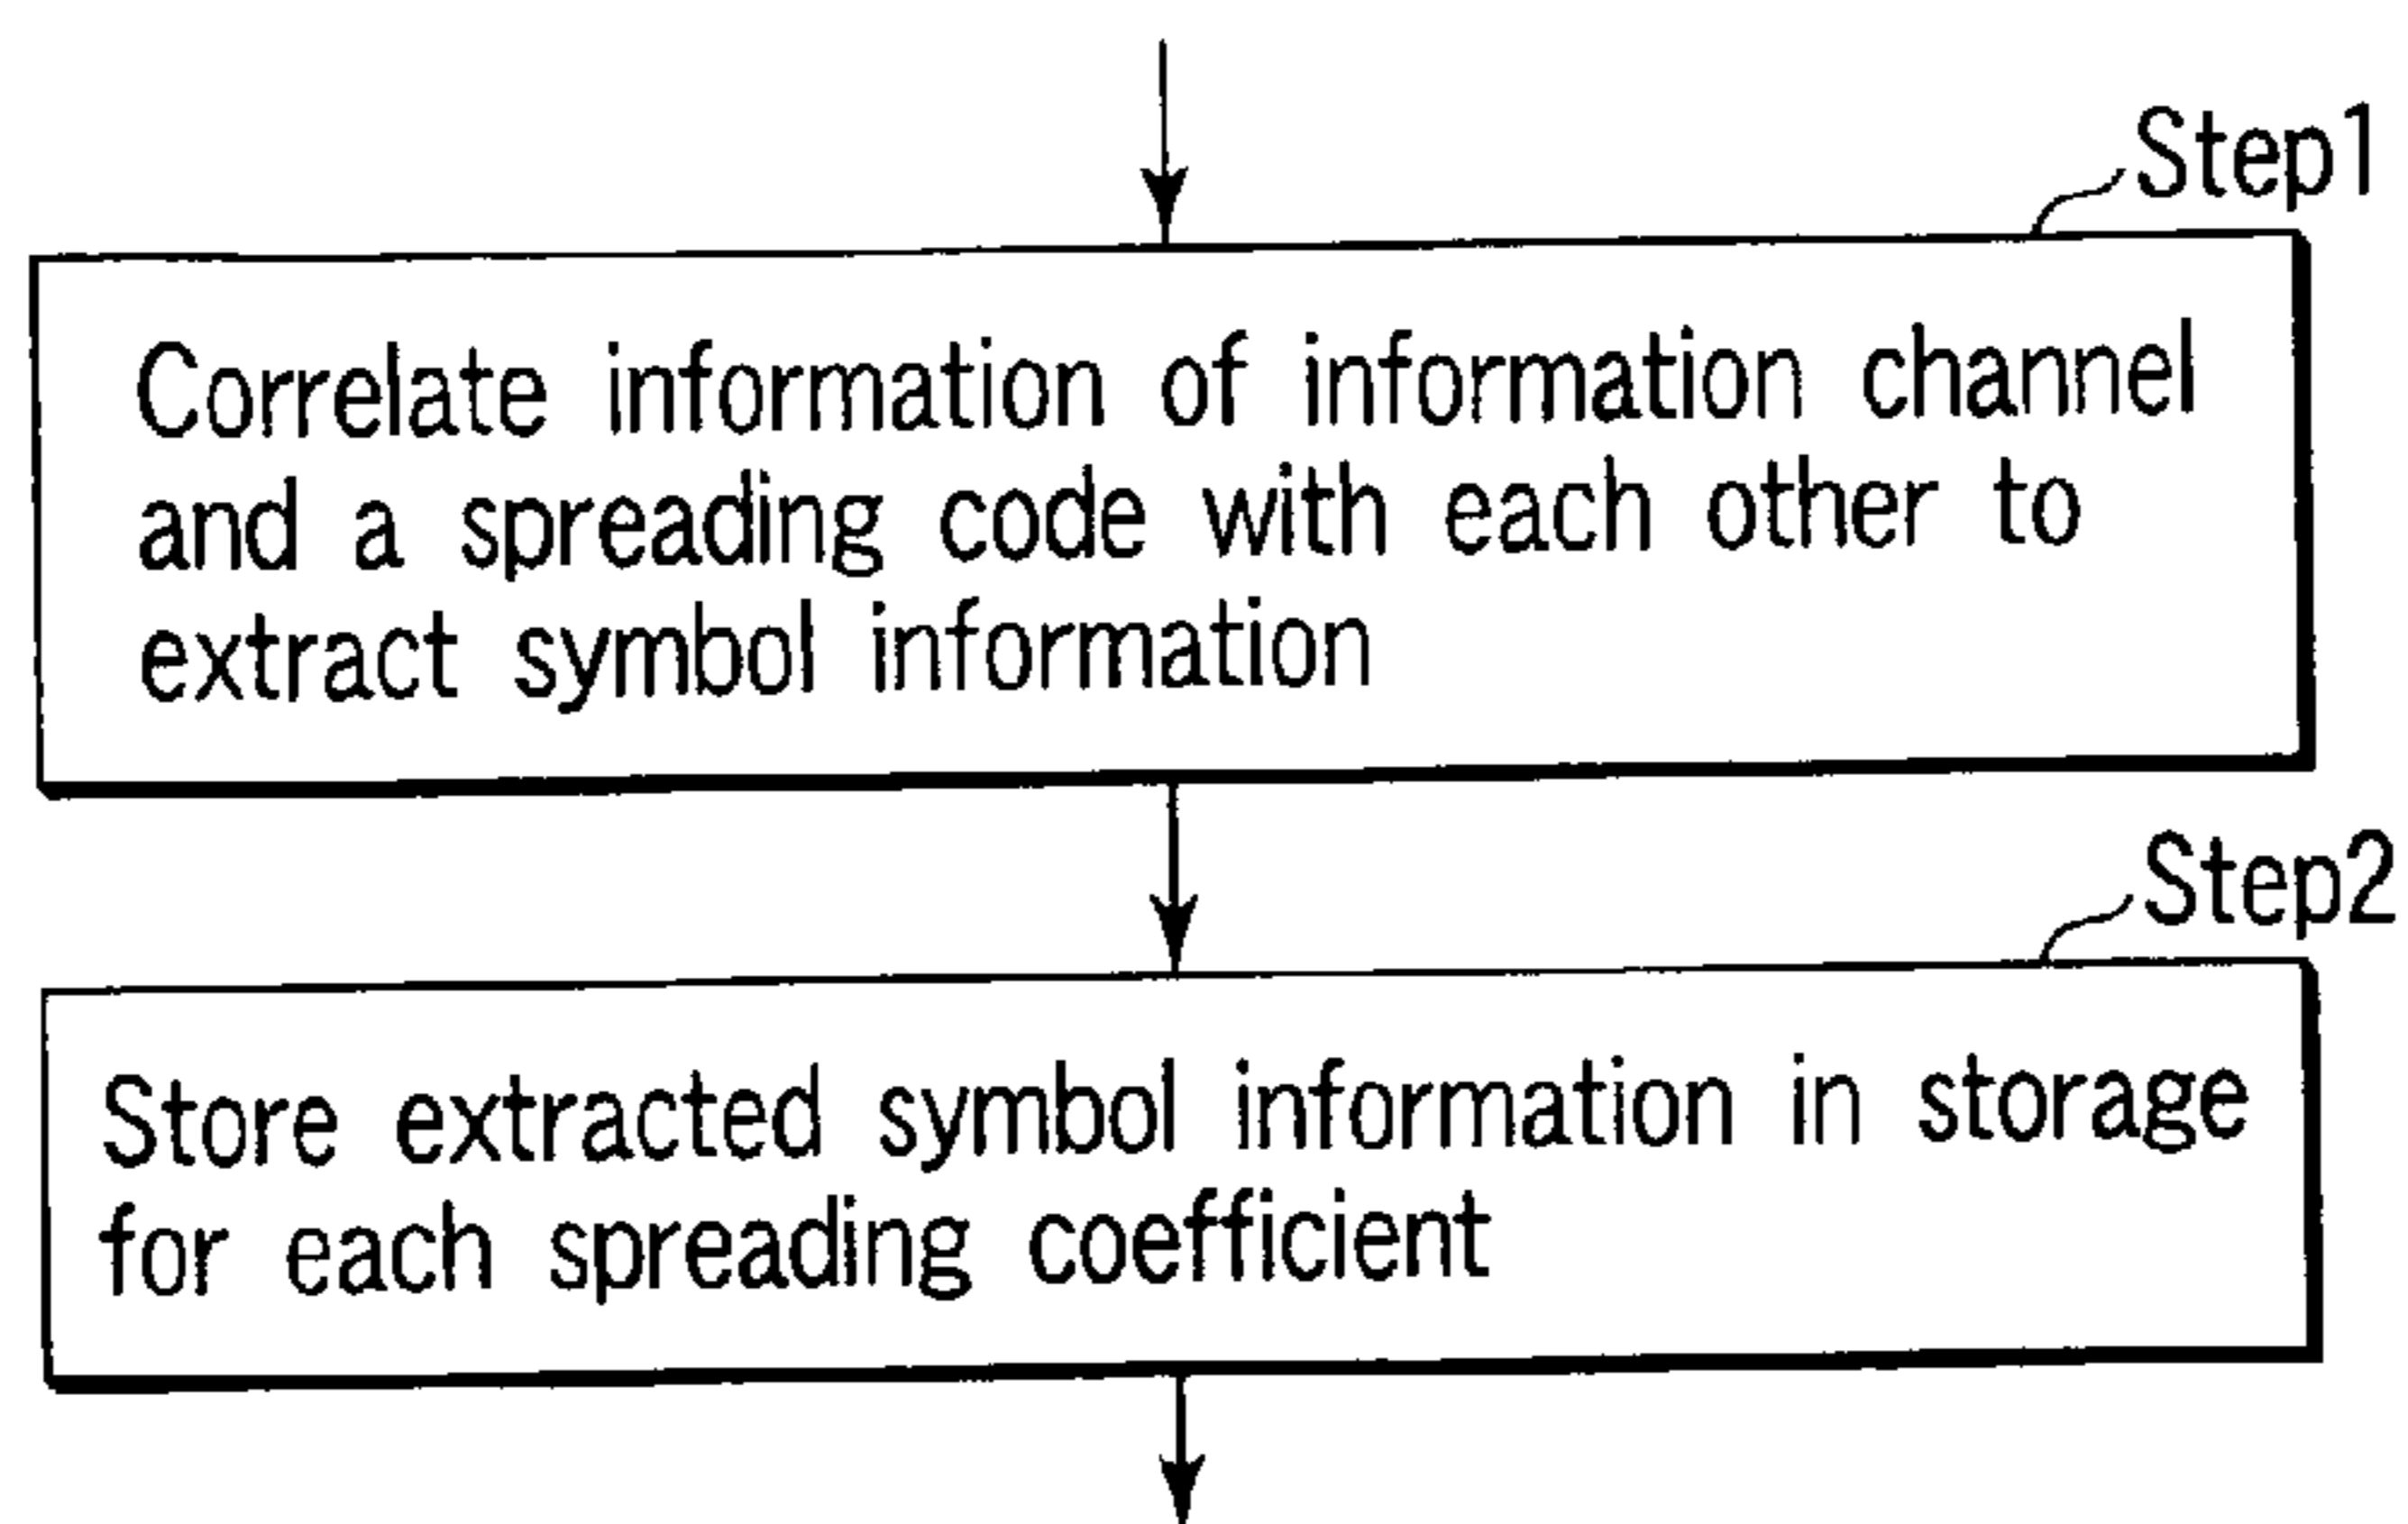 Step1
Correlate information of information channel
and a spreading code with each other to
extract symbol information
Step2
Store extracted symbol information in storage
for each spreading coefficient